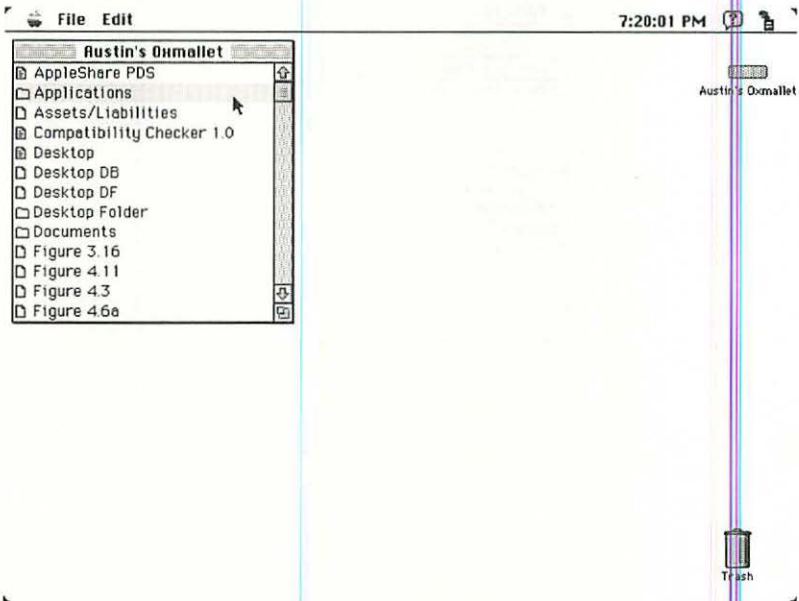 File Edit 7:20:01 PM
Austin's Oxmallet
AppleShare PDS
Applications
Assets/Liabilities
Compatibility Checker 1.0
Desktop
Desktop DB
Desktop DF
Desktop Folder
Documents
Figure 3.16
Figure 4.11
Figure 4.3
Figure 4.6a
Austin's Oxmallet
Trash